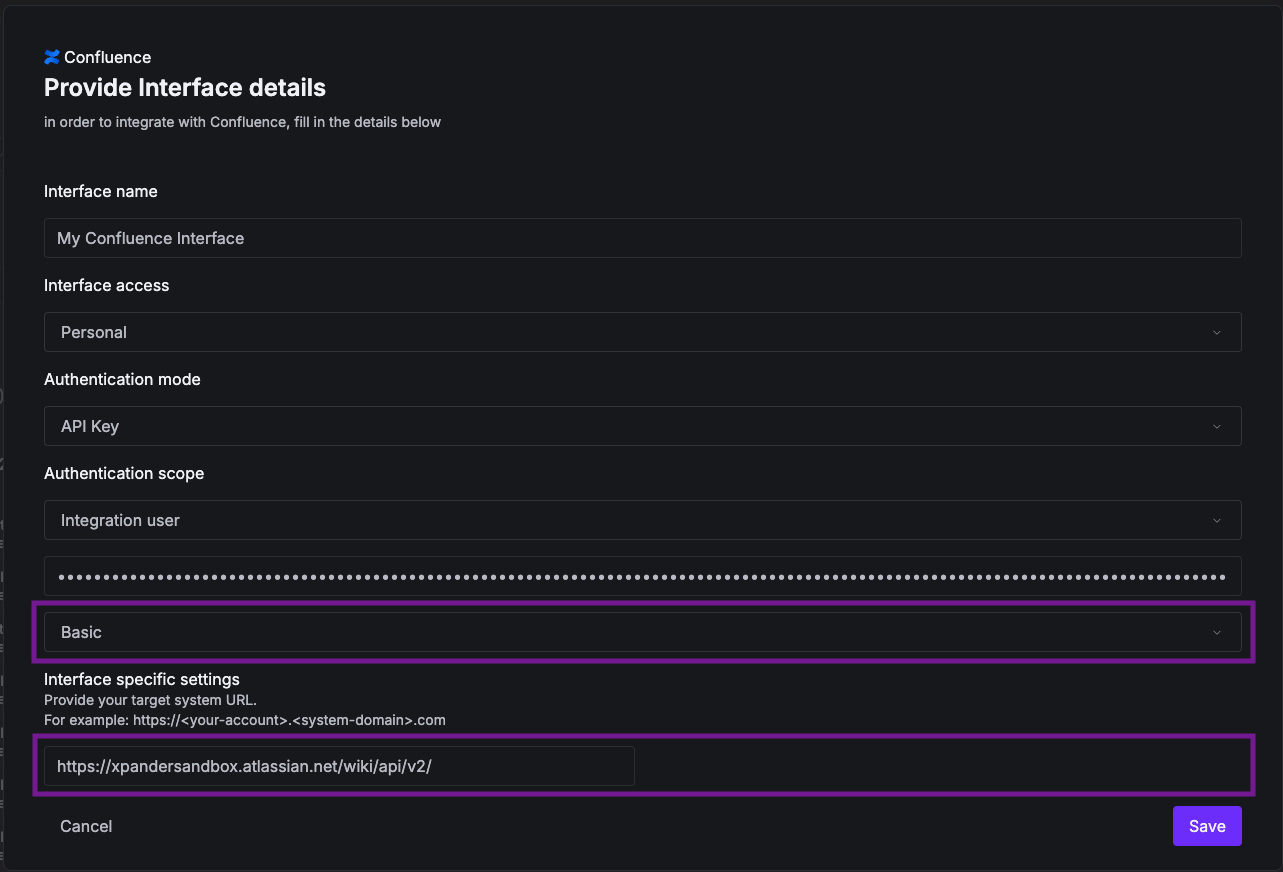 Confluence
Provide Interface details
in order to integrate with Confluence, fill in the details below
Interface name
My Confluence Interface
Interface access
Personal
Authentication mode
API Key
Authentication scope
Integration user
Basic
Interface specific settings
Provide your target system URL.
For example: https://<your-account>.<system-domain>.com
https://xpandersandbox.atlassian.net/wiki/api/v2/
Cancel
Save